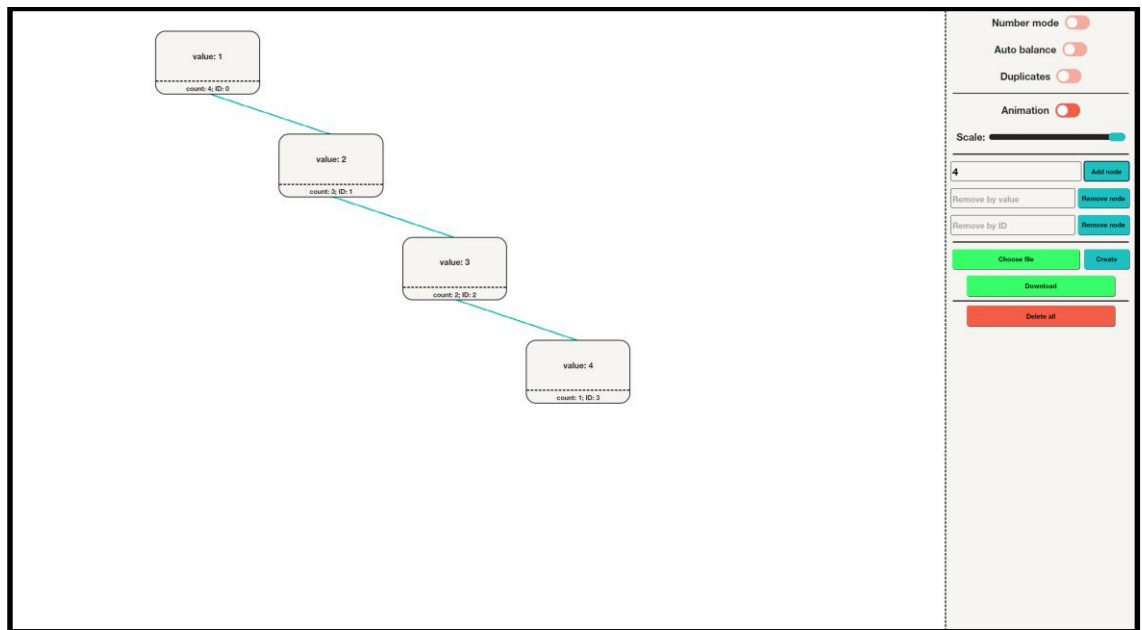 value: 1
count: 4; ID: 0
value: 2
count: 3; ID: 1
value: 3
count: 2; ID: 2
value: 4
count: 1; ID: 3
Number mode
Auto balance
Duplicates
Animation
Scale:
4 Add node
Remove by value Remove node
Remove by ID Remove node
Choose file Create
Download
Delete all